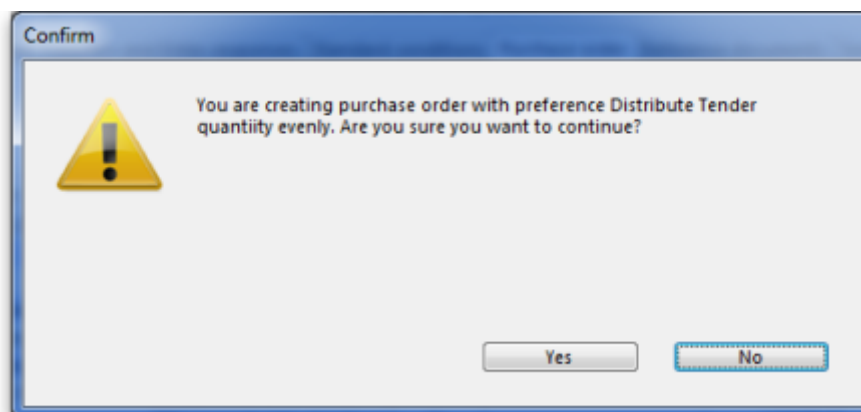 Confirm
You are creating purchase order with preference Distribute Tender
quantiity evenly. Are you sure you want to continue?
Yes
No